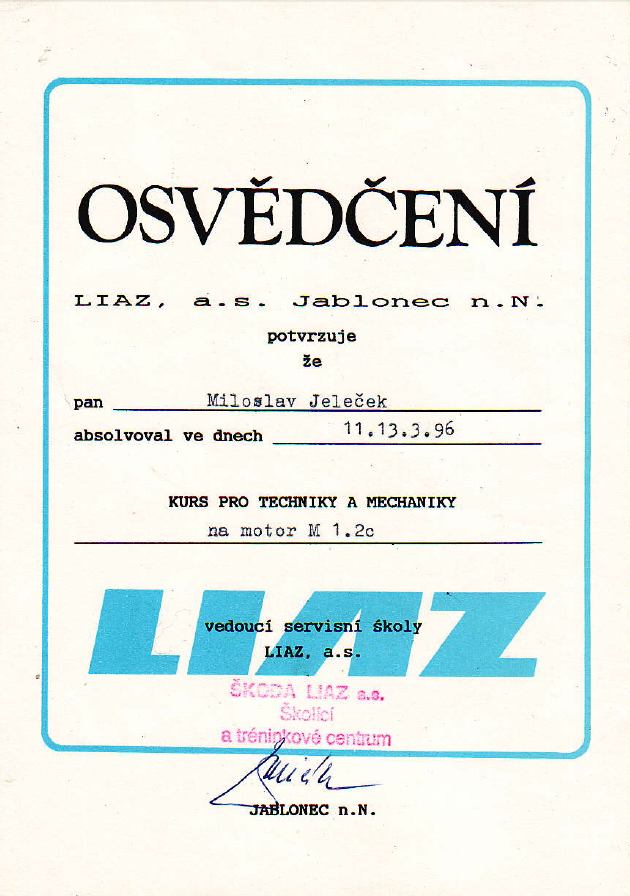 OSVĚDČENÍ
LIAZ, a.s. Jablonec n.N.
potvrzuje
že
pan Miloslav Jeleček
absolvoval ve dnech 11.13.3.96
KURS PRO TECHNIKY A MECHANIKY
na motor M 1.2c
LIAZ
vedoucí servisní školy
LIAZ, a.s.
ŠKODA LIAZ a.s.
Školící
a tréninkové centrum
JABLONEC n.N.